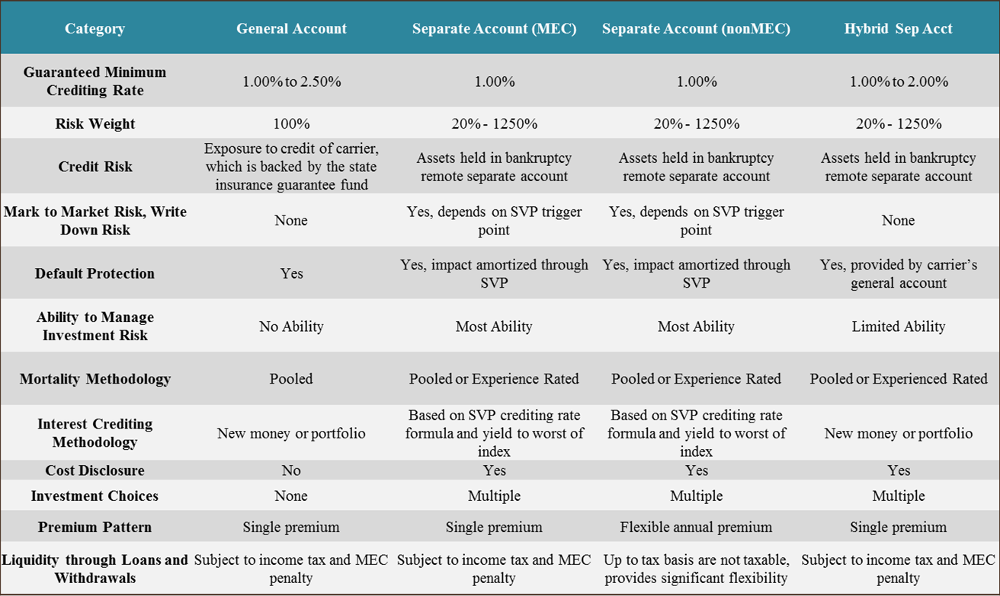 Category General Account Separate Account (MEC) Separate Account (nonMEC) Hybrid Sep Acct
Guaranteed Minimum
Crediting Rate
1.00% to 2.50% 1.00% 1.00% 1.00% to 2.00%
Risk Weight 100% 20% - 1250% 20% - 1250% 20% - 1250%
Credit Risk
Exposure to credit of carrier,
which is backed by the state
insurance guarantee fund
Assets held in bankruptcy
remote separate account
Assets held in bankruptcy
remote separate account
Assets held in bankruptcy
remote separate account
Mark to Market Risk, Write
Down Risk
None
Yes, depends on SVP trigger
point
Yes, depends on SVP trigger
point
None
Default Protection
Yes
Yes, impact amortized through
SVP
Yes, impact amortized through
SVP
Yes, provided by carrier's
general account
Ability to Manage
Investment Risk
No Ability Most Ability Most Ability Limited Ability
Mortality Methodology Pooled Pooled or Experience Rated Pooled or Experience Rated Pooled or Experienced Rated
Interest Crediting
Methodology
New money or portfolio
Based on SVP crediting rate
formula and yield to worst of
index
Based on SVP crediting rate
formula and yield to worst of
index
New money or portfolio
Cost Disclosure No Yes Yes Yes
Investment Choices None Multiple Multiple Multiple
Premium Pattern Single premium Single premium Flexible annual premium Single premium
Liquidity through Loans and
Withdrawals
Subject to income tax and MEC
penalty
Subject to income tax and MEC
penalty
Up to tax basis are not taxable,
provides significant flexibility
Subject to income tax and MEC
penalty